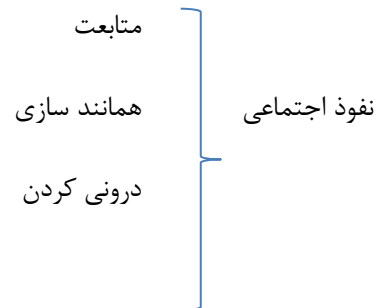 متابعت
نفوذ اجتماعی
همانند سازی
درونی کردن